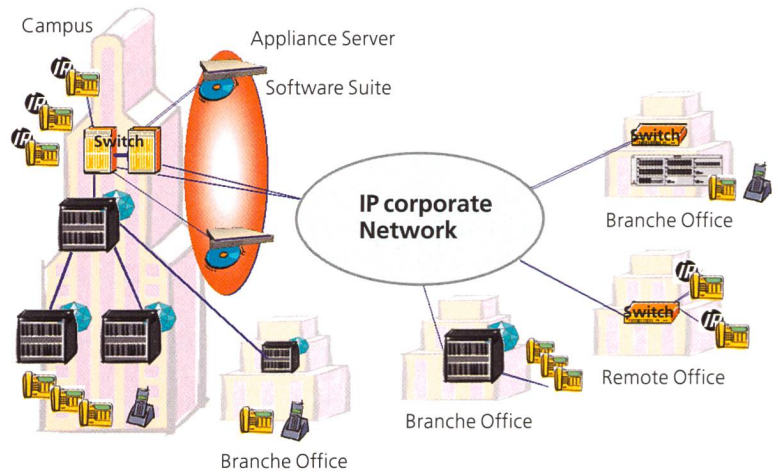 Campus
Appliance Server
Software Suite
IP
IP
IP
Switch
IP corporate
Network
Switch
Branche Office
IP
Switch
IP
Remote Office
Branche Office
Branche Office